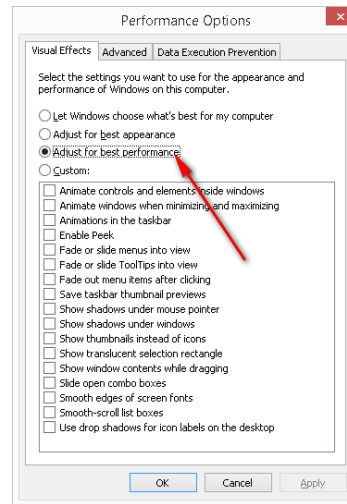 Performance Options
Visual Effects Advanced Data Execution Prevention
Select the settings you want to use for the appearance and
performance of Windows on this computer.
Let Windows choose what's best for my computer
Adjust for best appearance
Adjust for best performance
Custom:
Animate controls and elements inside windows
Animate windows when minimizing and maximizing
Animations in the taskbar
Enable Peek
Fade or slide menus into view
Fade or slide ToolTips into view
Fade out menu items after clicking
Save taskbar thumbnail previews
Show shadows under mouse pointer
Show shadows under windows
Show thumbnails instead of icons
Show translucent selection rectangle
Show window contents while dragging
Slide open combo boxes
Smooth edges of screen fonts
Smooth-scroll list boxes
Use drop shadows for icon labels on the desktop
OK Cancel Apply